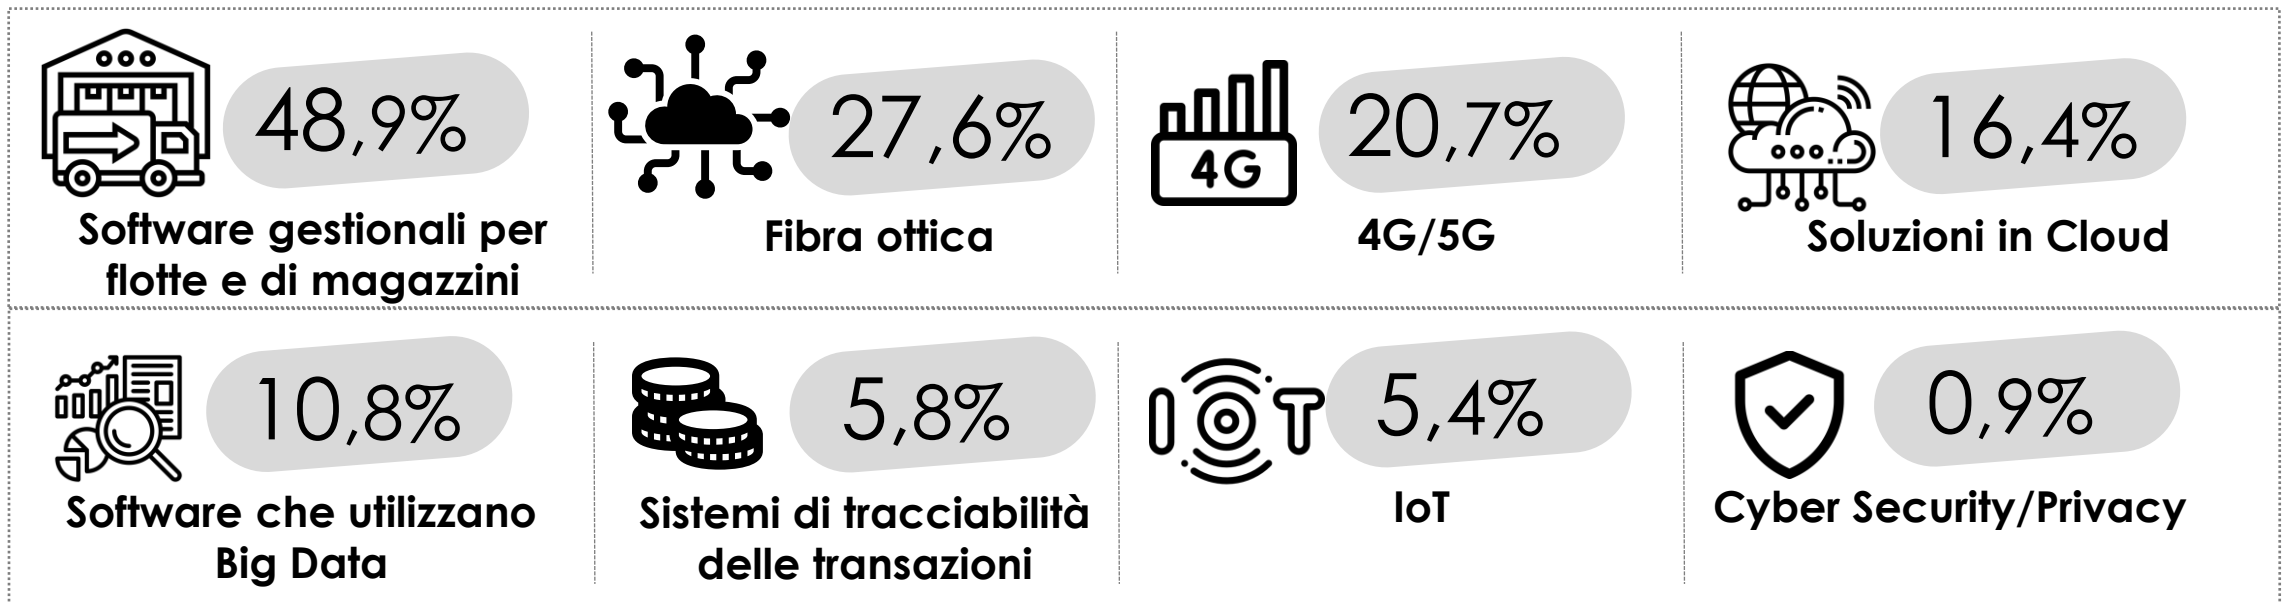 48,9%
Software gestionali per
flotte e di magazzini
27,6%
Fibra ottica
4G
20,7%
4G/5G
16,4%
Soluzioni in Cloud
10,8%
Software che utilizzano
Big Data
5,8%
Sistemi di tracciabilità
delle transazioni
IOT
5,4%
IoT
0,9%
Cyber Security/Privacy